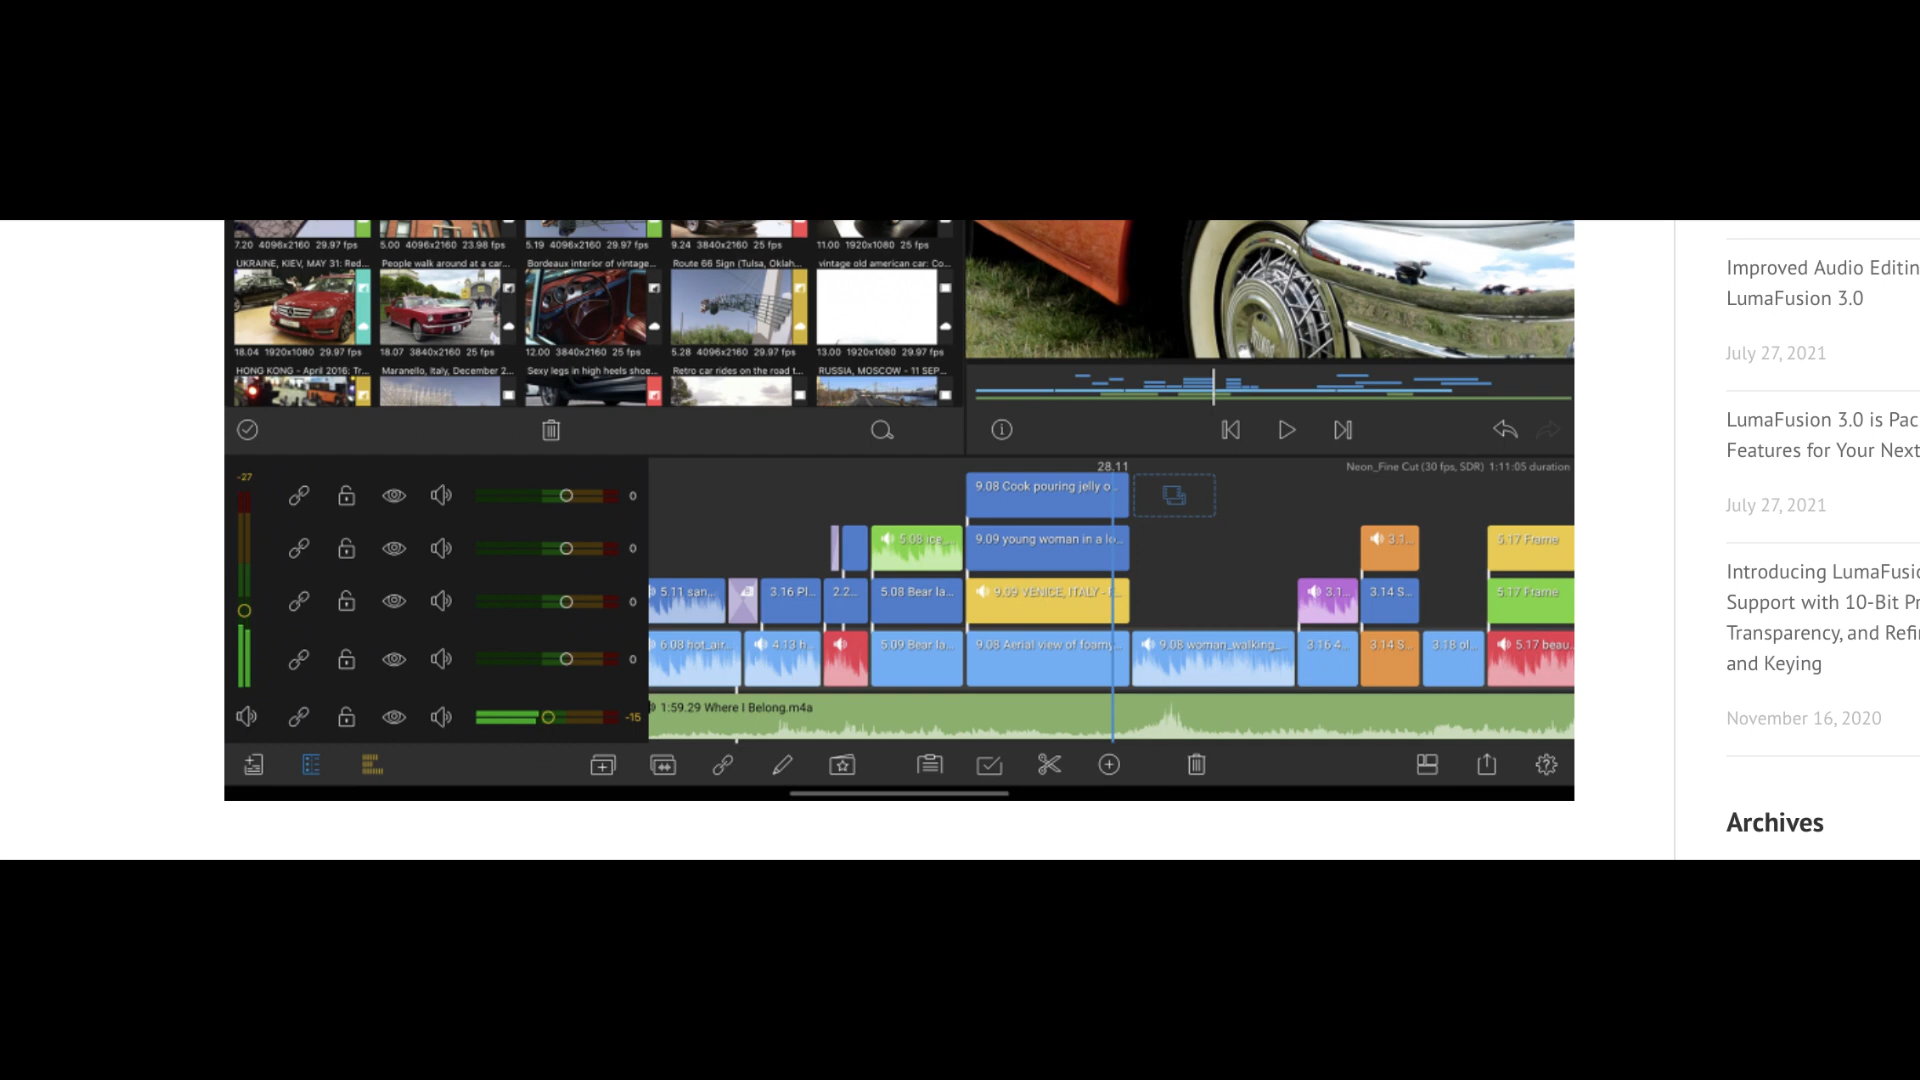 7.20 4096x2160 29.97 fps
5.00 4096x2160 23.98 fps
5.19 4096x2160 29.97 fps
9.24 3840x2160 25 fps
11.00 1920x1080 25 fps
UKRAINE, KIEV, MAY 31: Red...
People walk around at a car...
Bordeaux interior of vintage...
Route 66 Sign (Tulsa, Oklah...
vintage old american car: Co...
18.04 1920x1080 29.97 fps
18.07 3840x2160 25 fps
12.00 3840x2160 25 fps
5.28 4096x2160 29.97 fps
13.00 1920x1080 29.97 fps
HONG KONG - April 2016: Tr...
Maranello, Italy, December 2...
Sexy legs in high heels shoe...
Retro car rides on the road t...
RUSSIA, MOSCOW - 11 SEP...
28.11
Neon_Fine Cut (30 fps, SDR) 1:11:05 duration
-27
0
9.08 Cook pouring jelly o...
0
5.08 ice_...
9.09 young woman in a lo...
3.1...
5.17 Frame
0
5.11 san...
3.16 Pl...
2.2...
5.08 Bear la...
9.09 VENICE, ITALY -
3.1...
3.14 S...
5.17 Frame
0
6.08 hot_air...
4.13 h...
5.09 Bear la...
9.08 Aerial view of foamy...
9.08 woman_walking_...
3.16 4...
3.14 S...
3.18 ol...
5.17 beau...
-15
1:59.29 Where I Belong.m4a
Improved Audio Editin
LumaFusion 3.0
July 27, 2021
LumaFusion 3.0 is Pac
Features for Your Next
July 27, 2021
Introducing LumaFusio
Support with 10-Bit Pr
Transparency, and Refi
and Keying
November 16, 2020
Archives